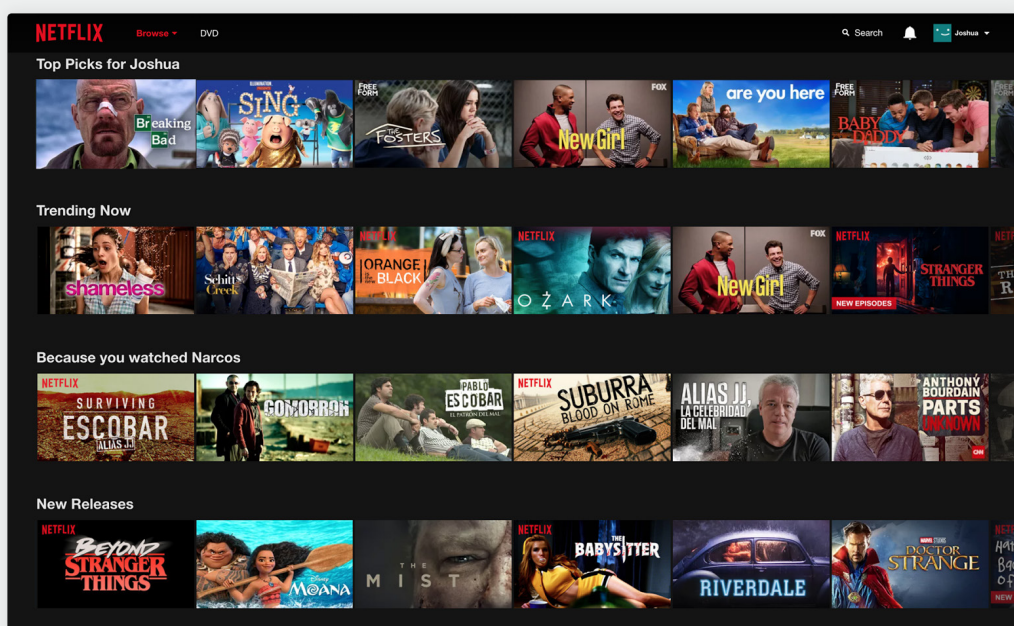 NETFLIX Browse DVD Search Joshua
Top Picks for Joshua
Breaking
Bad
ILLUMINATION
SING
FREE
FORM
THE
FOSTERS
FOX
New Girl
are you here
FREE
FORM
BABY
DADDY
Trending Now
shameless
Schitt's
Creek
NETFLIX
ORANGE
BLACK
NETFLIX
OZARK
FOX
New Girl
NETFLIX
STRANGER
THINGS
NEW EPISODES
Because you watched Narcos
NETFLIX
SURVIVING
ESCOBAR
ALIAS JJ
GOMORRAH
PABLO
ESCOBAR
EL PATRÓN DEL MAL
NETFLIX
SUBURRA
BLOOD ON ROME
ALIAS JJ,
LA CELEBRIDAD
DEL MAL
ANTHONY
BOURDAIN
PARTS
UNKNOWN
CNN
New Releases
NETFLIX
BEYOND
STRANGER
THINGS
Disney
MOANA
THE
MIST
NETFLIX
THE
BABYSITTER
RIVERDALE
MARVEL STUDIOS
DOCTOR
STRANGE
NEW